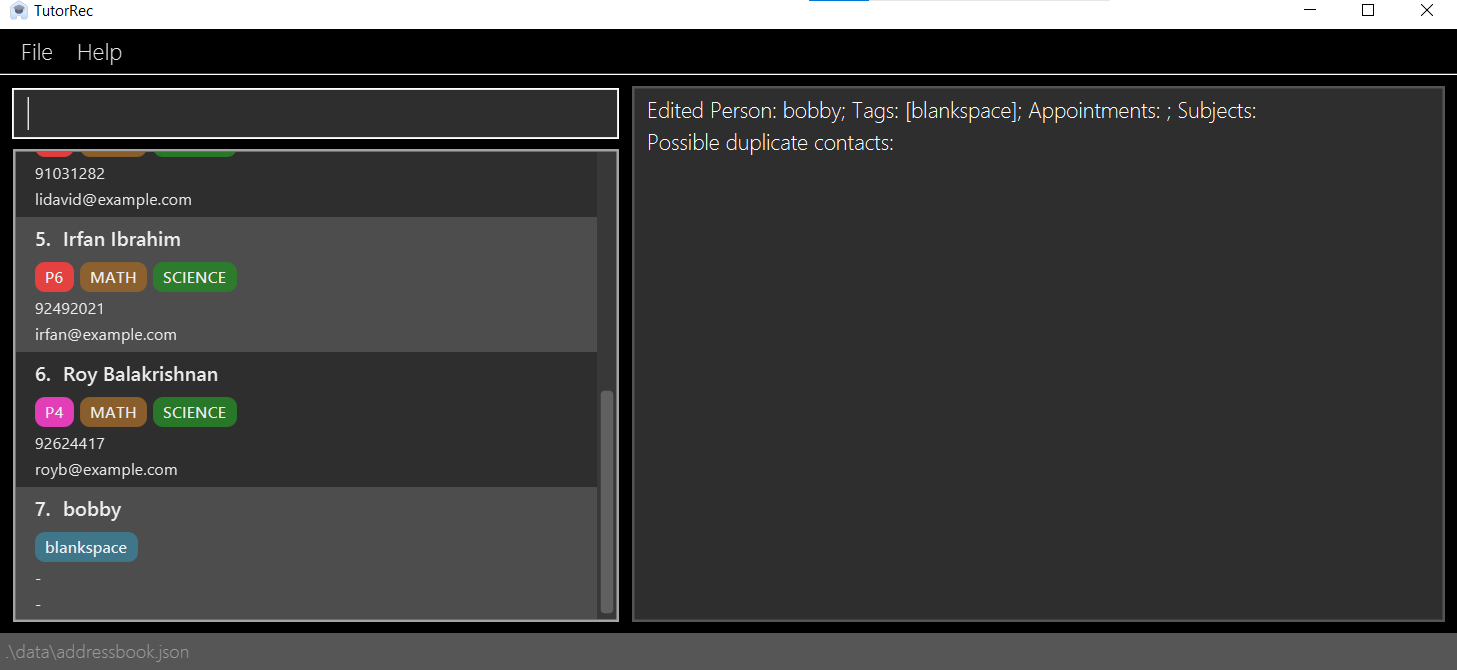 TutorRec
File Help
91031282
lidavid@example.com
5. Irfan Ibrahim
P6 MATH SCIENCE
92492021
irfan@example.com
6. Roy Balakrishnan
P4 MATH SCIENCE
92624417
royb@example.com
7. bobby
blankspace
-
-
Edited Person: bobby; Tags: [blankspace]; Appointments: ; Subjects:
Possible duplicate contacts:
.\data\addressbook.json